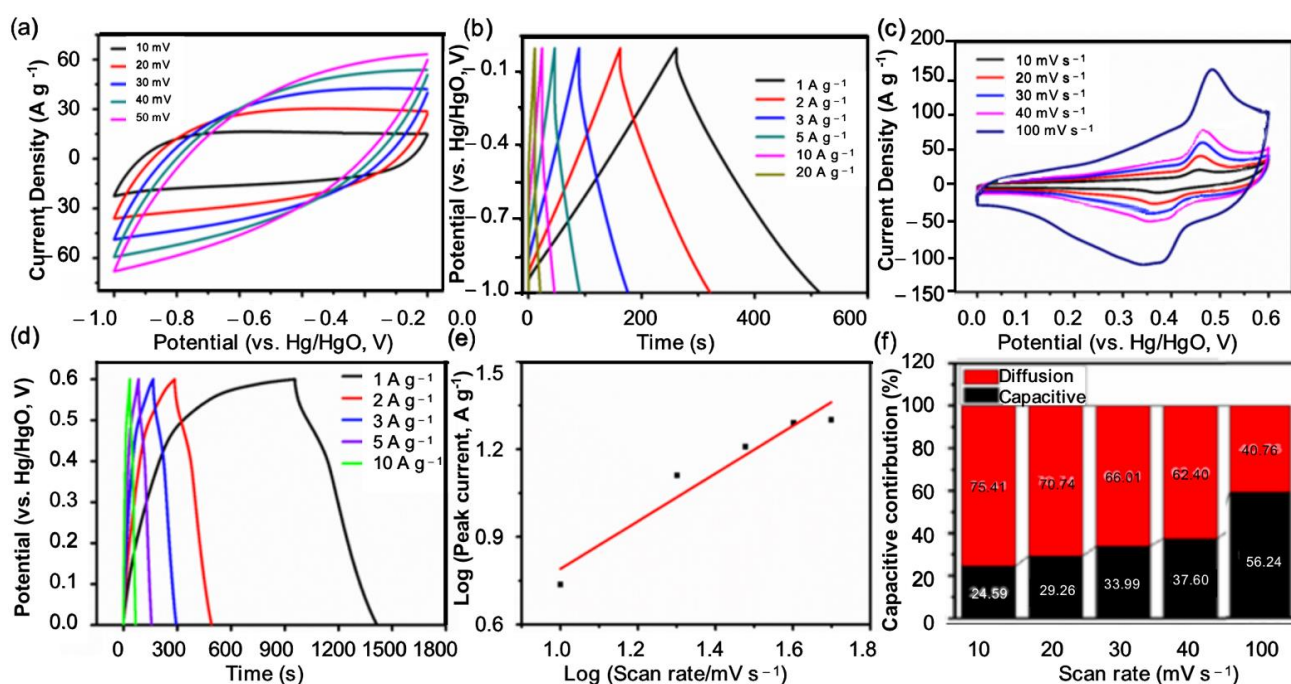 (a)
10 mV
20 mV
30 mV
40 mV
50 mV
Current Density (A g⁻¹)
60
30
0
−30
−60
−1.0 −0.8 −0.6 −0.4 −0.2
Potential (vs. Hg/HgO, V)
(b)
1 A g⁻¹
2 A g⁻¹
3 A g⁻¹
5 A g⁻¹
10 A g⁻¹
20 A g⁻¹
Potential (vs. Hg/HgO, V)
−0.1
−0.4
−0.7
−1.0
0 200 400 600
Time (s)
(c)
10 mV s⁻¹
20 mV s⁻¹
30 mV s⁻¹
40 mV s⁻¹
100 mV s⁻¹
Current Density (A g⁻¹)
200
150
100
50
0
−50
−100
−150
0.0 0.1 0.2 0.3 0.4 0.5 0.6
Potential (vs. Hg/HgO, V)
(d)
1 A g⁻¹
2 A g⁻¹
3 A g⁻¹
5 A g⁻¹
10 A g⁻¹
Potential (vs. Hg/HgO, V)
0.6
0.5
0.4
0.3
0.2
0.1
0.0
0 300 600 900 1200 1500 1800
Time (s)
(e)
Log (Peak current, A g⁻¹)
1.5
1.2
0.9
0.6
1.0 1.2 1.4 1.6 1.8
Log (Scan rate/mV s⁻¹)
(f)
Diffusion
Capacitive
Capacitive contirbution (%)
120
100
80
60
40
20
0
75.41 70.74 66.01 62.40 40.76
24.59 29.26 33.99 37.60 56.24
10 20 30 40 100
Scan rate (mV s⁻¹)